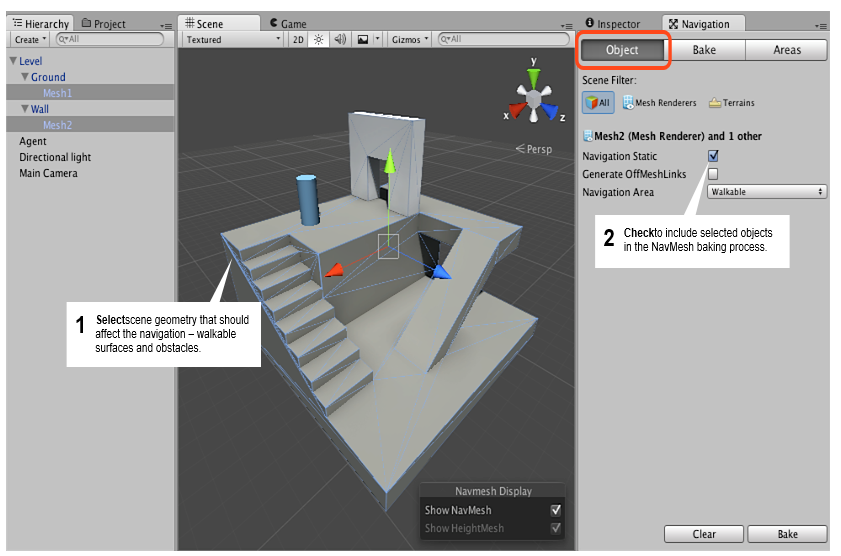 Hierarchy Project
Create All
Level
Ground
Mesh1
Wall
Mesh2
Agent
Directional light
Main Camera
Scene Game
Textured 2D Gizmos All
y
x z
Persp
1 Selectscene geometry that should
affect the navigation – walkable
surfaces and obstacles.
Navmesh Display
Show NavMesh
Show HeightMesh
Inspector Navigation
Object Bake Areas
Scene Filter:
All Mesh Renderers Terrains
Mesh2 (Mesh Renderer) and 1 other
Navigation Static
Generate OffMeshLinks
Navigation Area Walkable
2 Checkto include selected objects
in the NavMesh baking process.
Clear Bake